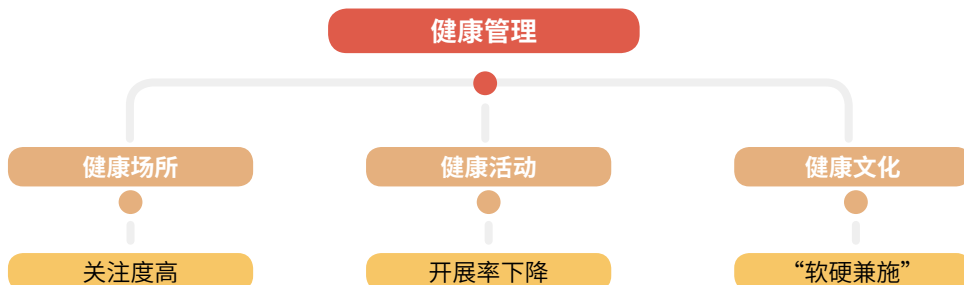 健康管理
健康场所
健康活动
健康文化
关注度高
开展率下降
“软硬兼施”